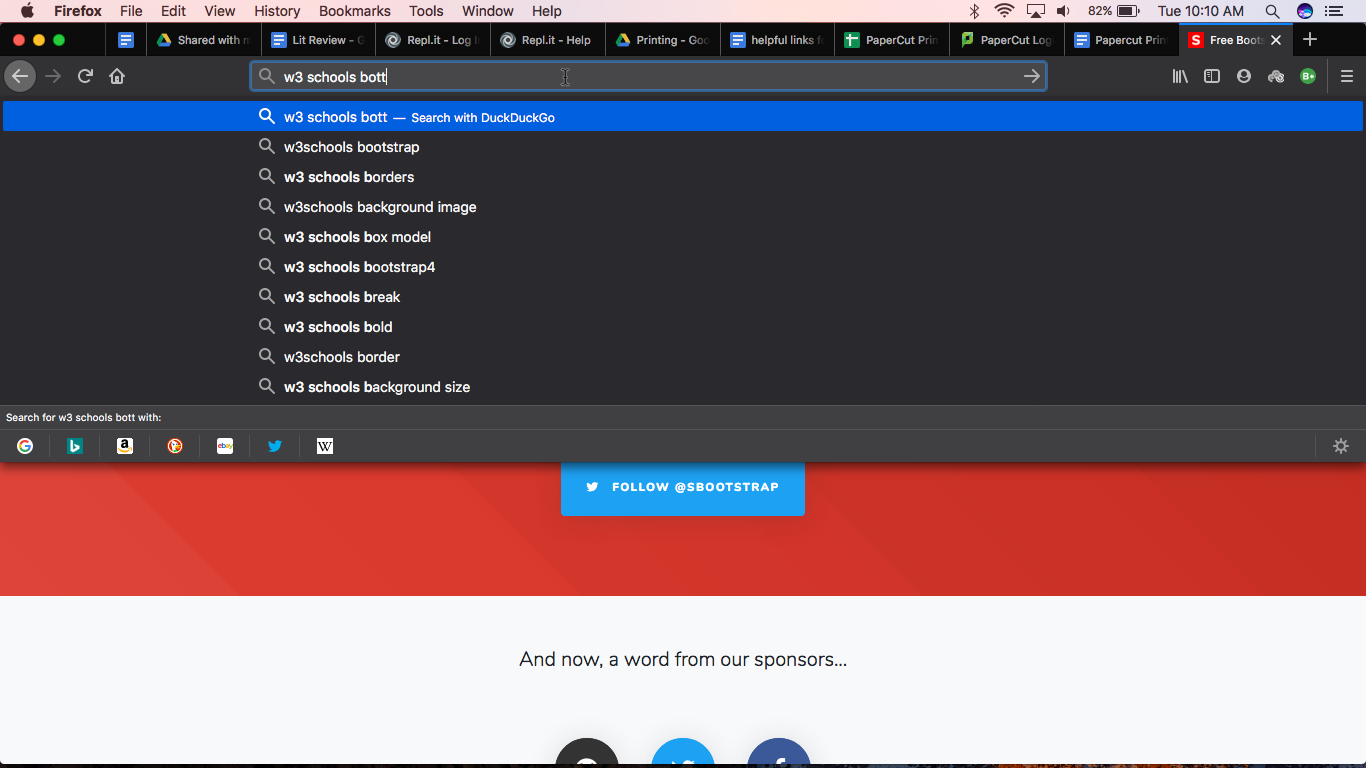 Firefox File Edit View History Bookmarks Tools Window Help 82% Tue 10:10 AM
Shared with m Lit Review - G Repl.it - Log I Repl.it - Help Printing - Goo helpful links f PaperCut Prin PaperCut Log Papercut Prin S Free Boots
w3 schools bott B+
w3 schools bott — Search with DuckDuckGo
w3schools bootstrap
w3 schools borders
w3schools background image
w3 schools box model
w3 schools bootstrap4
w3 schools break
w3 schools bold
w3schools border
w3 schools background size
Search for w3 schools bott with:
G b a ebay W
FOLLOW @SBOOTSTRAP
And now, a word from our sponsors...